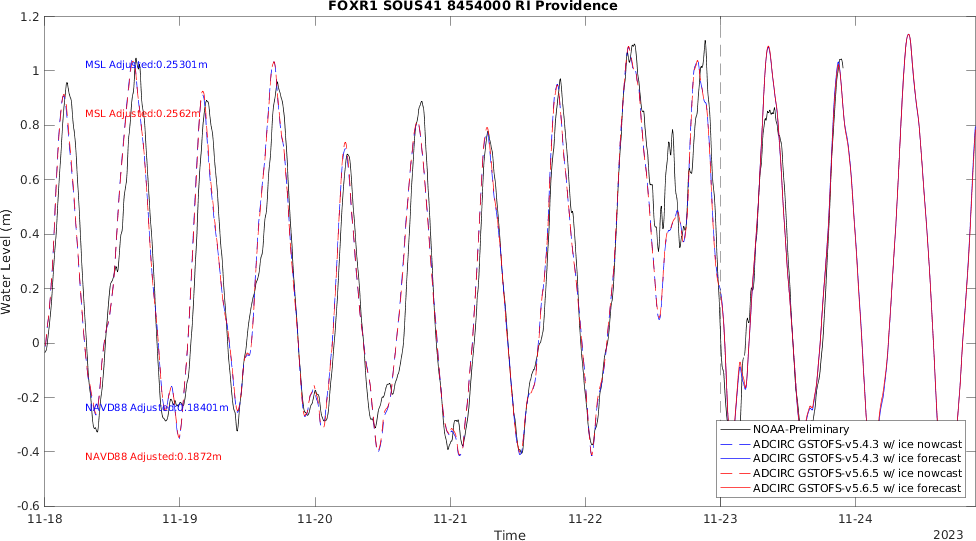 FOXR1 SOUS41 8454000 RI Providence
1.2
1
0.8
0.6
0.4
0.2
0
-0.2
-0.4
-0.6
Water Level (m)
MSL Adjusted:0.25301m
MSL Adjusted:0.2562m
NAVD88 Adjusted:0.18401m
NAVD88 Adjusted:0.1872m
NOAA-Preliminary
ADCIRC GSTOFS-v5.4.3 w/ ice nowcast
ADCIRC GSTOFS-v5.4.3 w/ ice forecast
ADCIRC GSTOFS-v5.6.5 w/ ice nowcast
ADCIRC GSTOFS-v5.6.5 w/ ice forecast
11-18 11-19 11-20 11-21 11-22 11-23 11-24
Time
2023